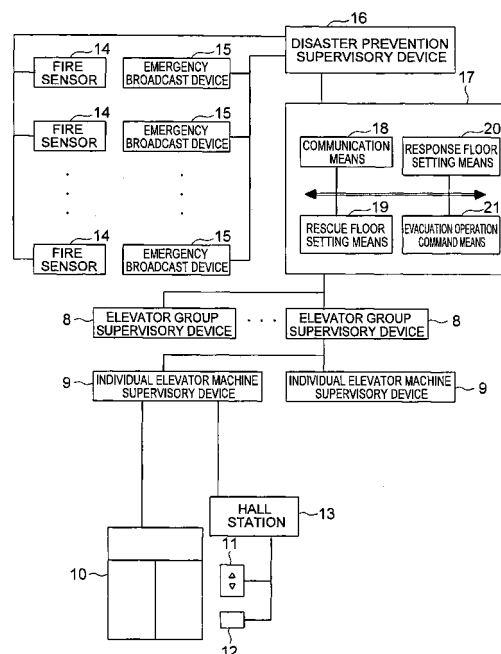 16
DISASTER PREVENTION
SUPERVISORY DEVICE
14
FIRE
SENSOR
15
EMERGENCY
BROADCAST DEVICE
17
14
FIRE
SENSOR
15
EMERGENCY
BROADCAST DEVICE
18
COMMUNICATION
MEANS
20
RESPONSE FLOOR
SETTING MEANS
19
RESCUE FLOOR
SETTING MEANS
21
EVACUATION OPERATION
COMMAND MEANS
14
FIRE
SENSOR
15
EMERGENCY
BROADCAST DEVICE
8
ELEVATOR GROUP
SUPERVISORY DEVICE
ELEVATOR GROUP
SUPERVISORY DEVICE
8
9
INDIVIDUAL ELEVATOR MACHINE
SUPERVISORY DEVICE
INDIVIDUAL ELEVATOR MACHINE
SUPERVISORY DEVICE
9
HALL
STATION
13
11
10
12